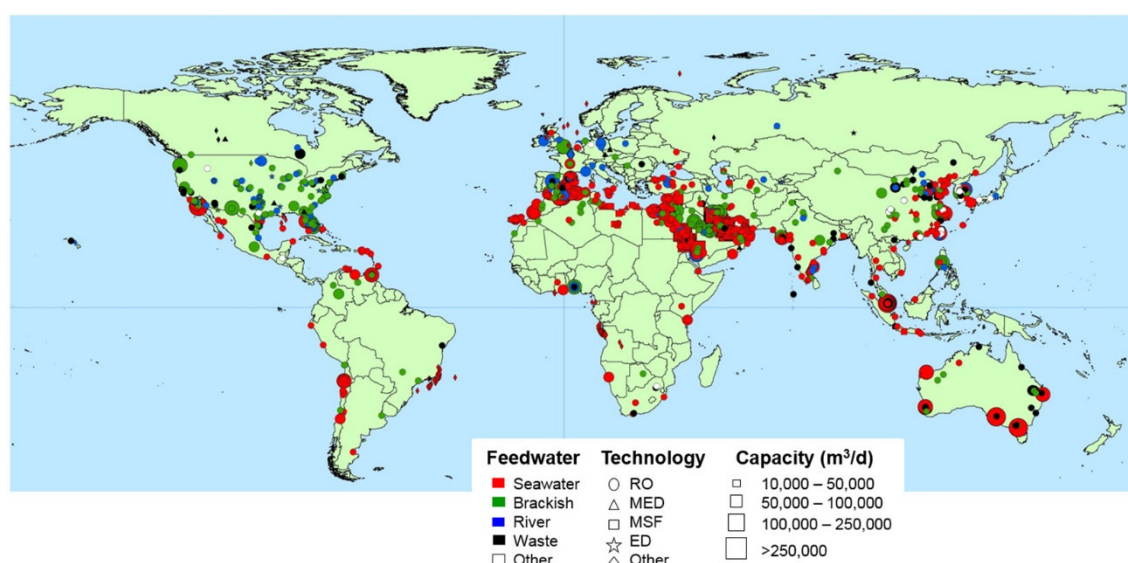 Feedwater Technology Capacity (m³/d)
Seawater RO 10,000 – 50,000
Brackish MED 50,000 – 100,000
River MSF 100,000 – 250,000
Waste ED >250,000
Other Other